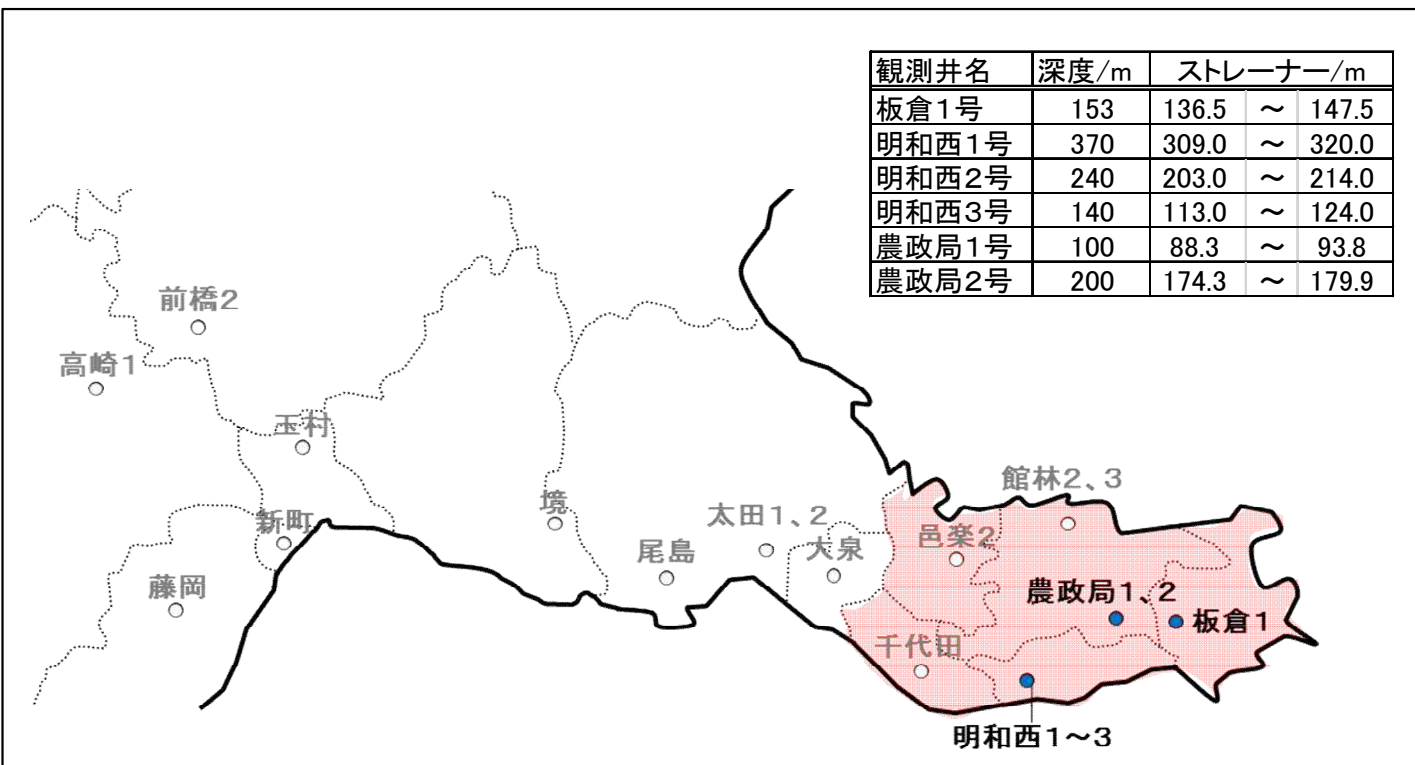 観測井名 深度/m ストレーナー/m
板倉1号 153 136.5 ～ 147.5
明和西1号 370 309.0 ～ 320.0
明和西2号 240 203.0 ～ 214.0
明和西3号 140 113.0 ～ 124.0
農政局1号 100 88.3 ～ 93.8
農政局2号 200 174.3 ～ 179.9
前橋2
高崎1
玉村
館林2、3
境
太田1、2
新町
邑楽2
尾島
大泉
藤岡
農政局1、2
板倉1
千代田
明和西1～3